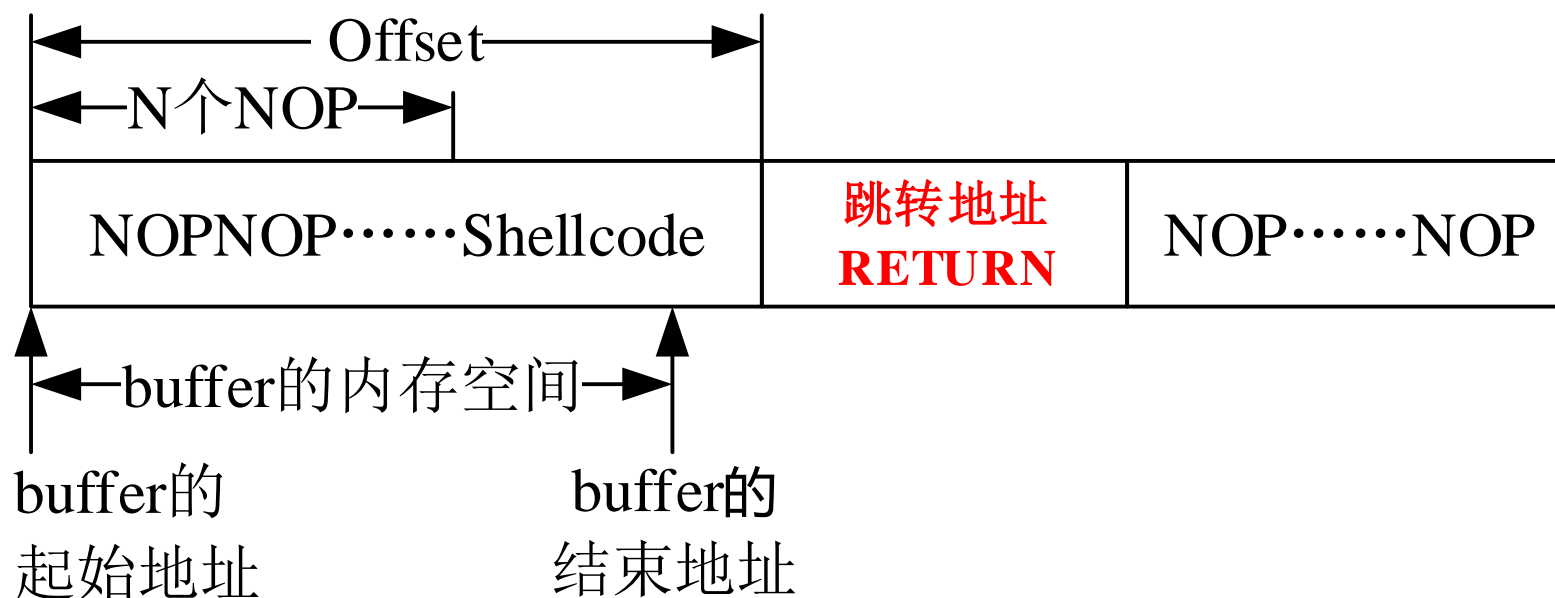 Offset
N个NOP
NOPNOP……Shellcode
跳转地址
RETURN
NOP……NOP
buffer的内存空间
buffer的
起始地址
buffer的
结束地址